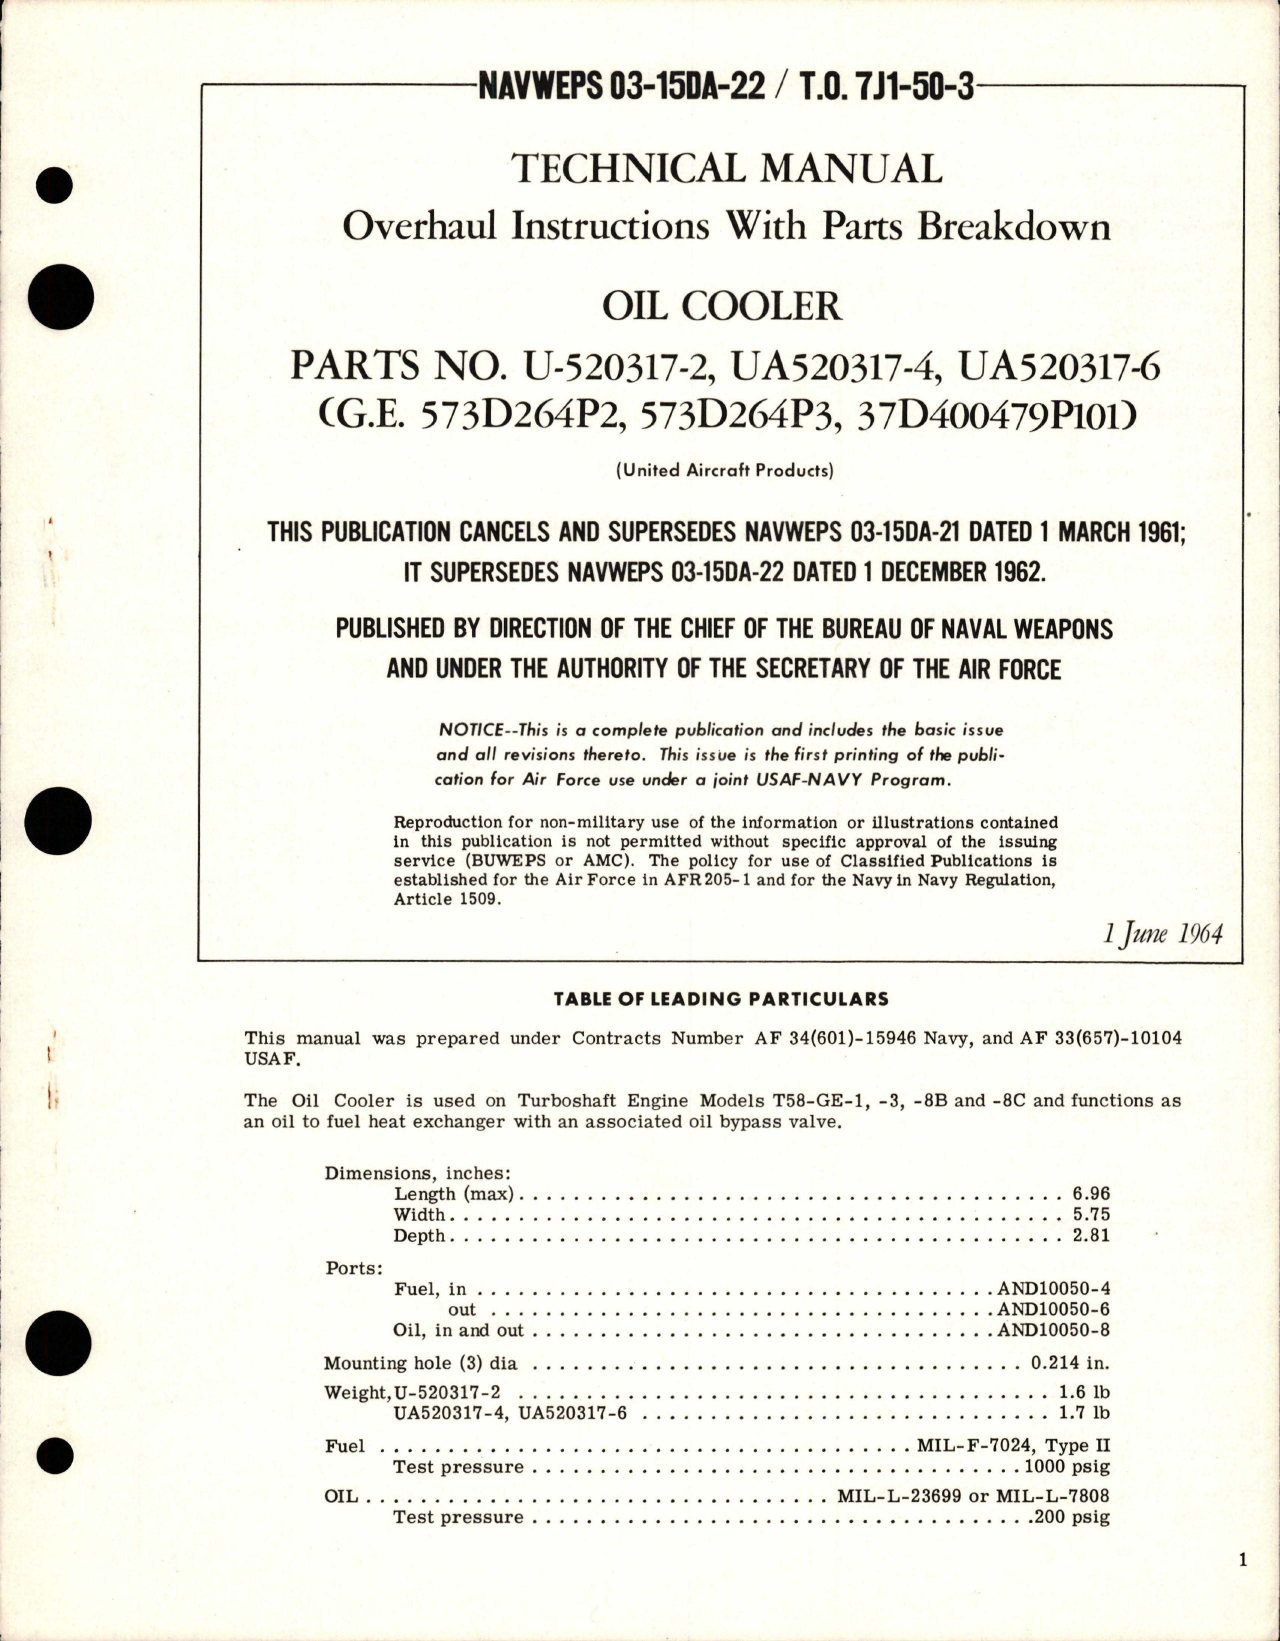 NAVWEPS 03-15DA-22 / T.O. 7J1-50-3
TECHNICAL MANUAL
Overhaul Instructions With Parts Breakdown
OIL COOLER
PARTS NO. U-520317-2, UA520317-4, UA520317-6
(G.E. 573D264P2, 573D264P3, 37D400479P101)
(United Aircraft Products)
THIS PUBLICATION CANCELS AND SUPERSEDES NAVWEPS 03-15DA-21 DATED 1 MARCH 1961;
IT SUPERSEDES NAVWEPS 03-15DA-22 DATED 1 DECEMBER 1962.
PUBLISHED BY DIRECTION OF THE CHIEF OF THE BUREAU OF NAVAL WEAPONS
AND UNDER THE AUTHORITY OF THE SECRETARY OF THE AIR FORCE
NOTICE--This is a complete publication and includes the basic issue
and all revisions thereto. This issue is the first printing of the publi-
cation for Air Force use under a joint USAF-NAVY Program.
Reproduction for non-military use of the information or illustrations contained
in this publication is not permitted without specific approval of the issuing
service (BUWEPS or AMC). The policy for use of Classified Publications is
established for the Air Force in AFR 205-1 and for the Navy in Navy Regulation,
Article 1509.
1 June 1964
TABLE OF LEADING PARTICULARS
This manual was prepared under Contracts Number AF 34(601)-15946 Navy, and AF 33(657)-10104
USAF.
The Oil Cooler is used on Turboshaft Engine Models T58-GE-1, -3, -8B and -8C and functions as
an oil to fuel heat exchanger with an associated oil bypass valve.
Dimensions, inches:
Length (max) . . . . . . . . . . . . . . . . . . . . 6.96
Width . . . . . . . . . . . . . . . . . . . . 5.75
Depth . . . . . . . . . . . . . . . . . . . . 2.81
Ports:
Fuel, in . . . . . . . . . . . . . . . . . . . . AND10050-4
out . . . . . . . . . . . . . . . . . . . . AND10050-6
Oil, in and out . . . . . . . . . . . . . . . . . . . . AND10050-8
Mounting hole (3) dia . . . . . . . . . . . . . . . . . . . . 0.214 in.
Weight, U-520317-2 . . . . . . . . . . . . . . . . . . . . 1.6 lb
UA520317-4, UA520317-6 . . . . . . . . . . . . . . . . . . . . 1.7 lb
Fuel . . . . . . . . . . . . . . . . . . . . MIL-F-7024, Type II
Test pressure . . . . . . . . . . . . . . . . . . . . 1000 psig
OIL . . . . . . . . . . . . . . . . . . . . MIL-L-23699 or MIL-L-7808
Test pressure . . . . . . . . . . . . . . . . . . . . 200 psig
1